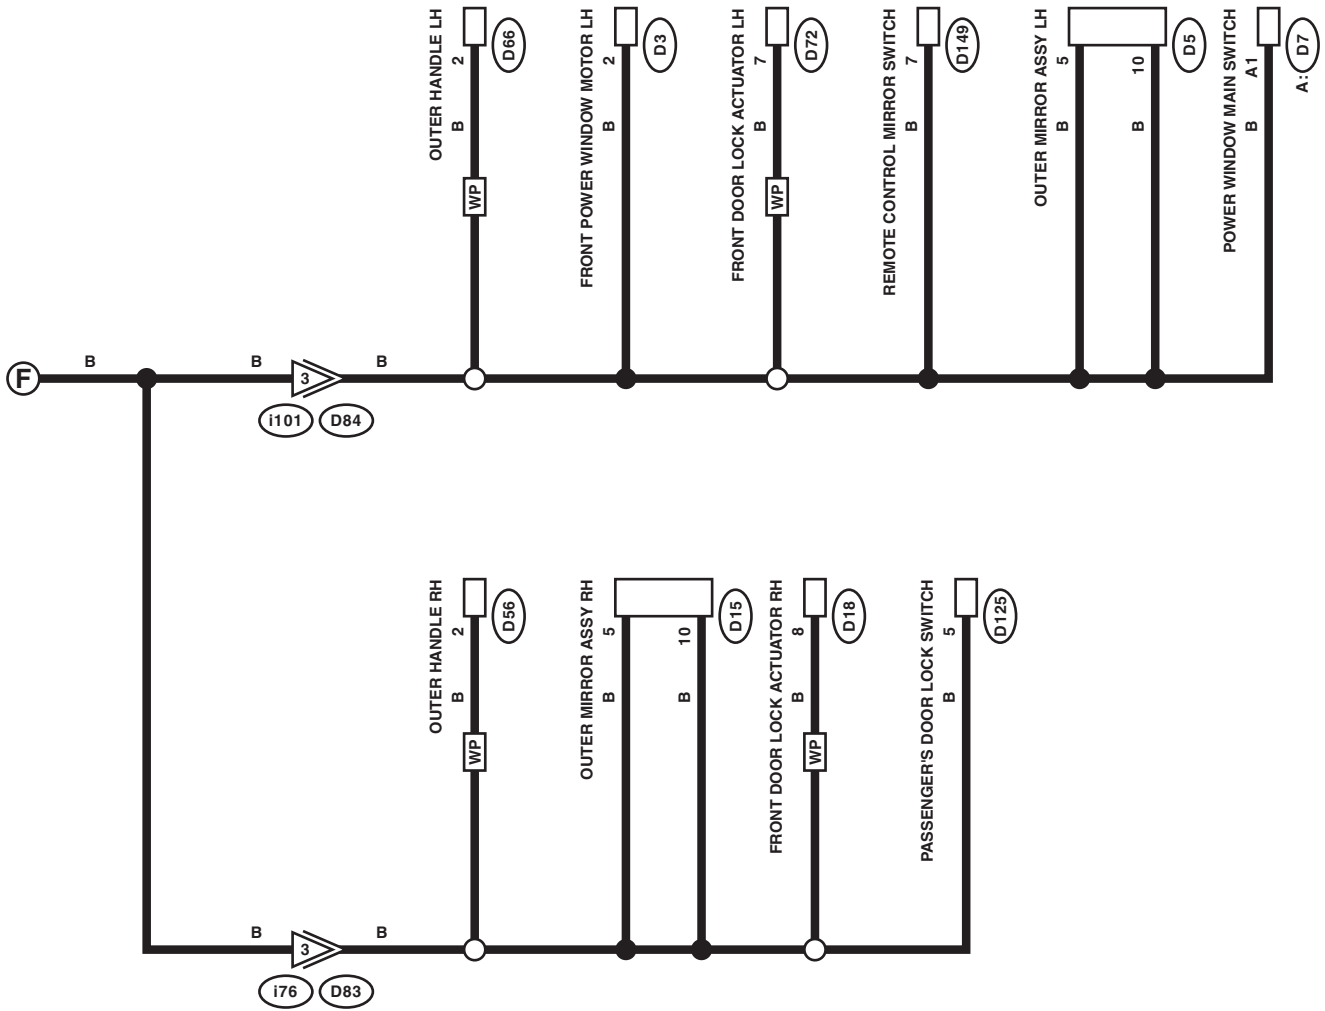 OUTER HANDLE LH
2
B
WP
D66
FRONT POWER WINDOW MOTOR LH
2
B
D3
FRONT DOOR LOCK ACTUATOR LH
7
B
WP
D72
REMOTE CONTROL MIRROR SWITCH
7
B
D149
OUTER MIRROR ASSY LH
5
B
10
B
D5
POWER WINDOW MAIN SWITCH
A1
B
A: D7
F
B
B
3
B
i101
D84
OUTER HANDLE RH
2
B
WP
D56
OUTER MIRROR ASSY RH
5
B
10
B
D15
FRONT DOOR LOCK ACTUATOR RH
8
B
WP
D18
PASSENGER'S DOOR LOCK SWITCH
5
B
D125
B
3
B
i76
D83